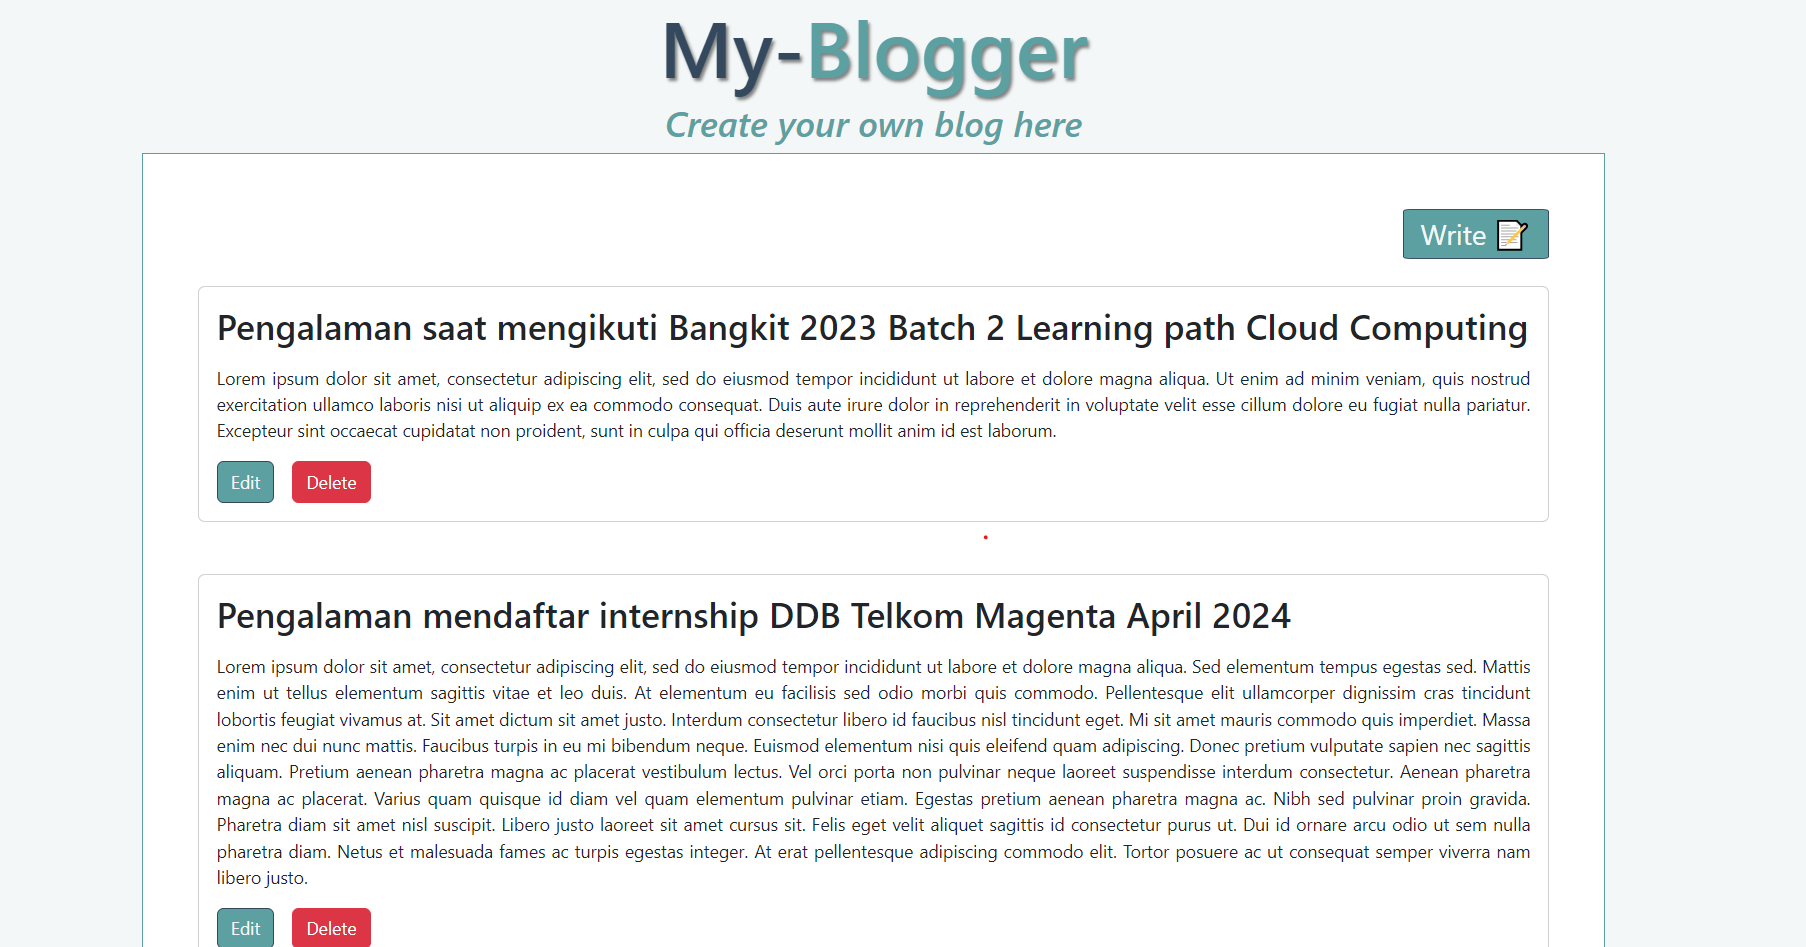 My-Blogger
Create your own blog here
Write
Pengalaman saat mengikuti Bangkit 2023 Batch 2 Learning path Cloud Computing
Lorem ipsum dolor sit amet, consectetur adipiscing elit, sed do eiusmod tempor incididunt ut labore et dolore magna aliqua. Ut enim ad minim veniam, quis nostrud
exercitation ullamco laboris nisi ut aliquip ex ea commodo consequat. Duis aute irure dolor in reprehenderit in voluptate velit esse cillum dolore eu fugiat nulla pariatur.
Excepteur sint occaecat cupidatat non proident, sunt in culpa qui officia deserunt mollit anim id est laborum.
Edit Delete
Pengalaman mendaftar internship DDB Telkom Magenta April 2024
Lorem ipsum dolor sit amet, consectetur adipiscing elit, sed do eiusmod tempor incididunt ut labore et dolore magna aliqua. Sed elementum tempus egestas sed. Mattis
enim ut tellus elementum sagittis vitae et leo duis. At elementum eu facilisis sed odio morbi quis commodo. Pellentesque elit ullamcorper dignissim cras tincidunt
lobortis feugiat vivamus at. Sit amet dictum sit amet justo. Interdum consectetur libero id faucibus nisl tincidunt eget. Mi sit amet mauris commodo quis imperdiet. Massa
enim nec dui nunc mattis. Faucibus turpis in eu mi bibendum neque. Euismod elementum nisi quis eleifend quam adipiscing. Donec pretium vulputate sapien nec sagittis
aliquam. Pretium aenean pharetra magna ac placerat vestibulum lectus. Vel orci porta non pulvinar neque laoreet suspendisse interdum consectetur. Aenean pharetra
magna ac placerat. Varius quam quisque id diam vel quam elementum pulvinar etiam. Egestas pretium aenean pharetra magna ac. Nibh sed pulvinar proin gravida.
Pharetra diam sit amet nisl suscipit. Libero justo laoreet sit amet cursus sit. Felis eget velit aliquet sagittis id consectetur purus ut. Dui id ornare arcu odio ut sem nulla
pharetra diam. Netus et malesuada fames ac turpis egestas integer. At erat pellentesque adipiscing commodo elit. Tortor posuere ac ut consequat semper viverra nam
libero justo.
Edit Delete